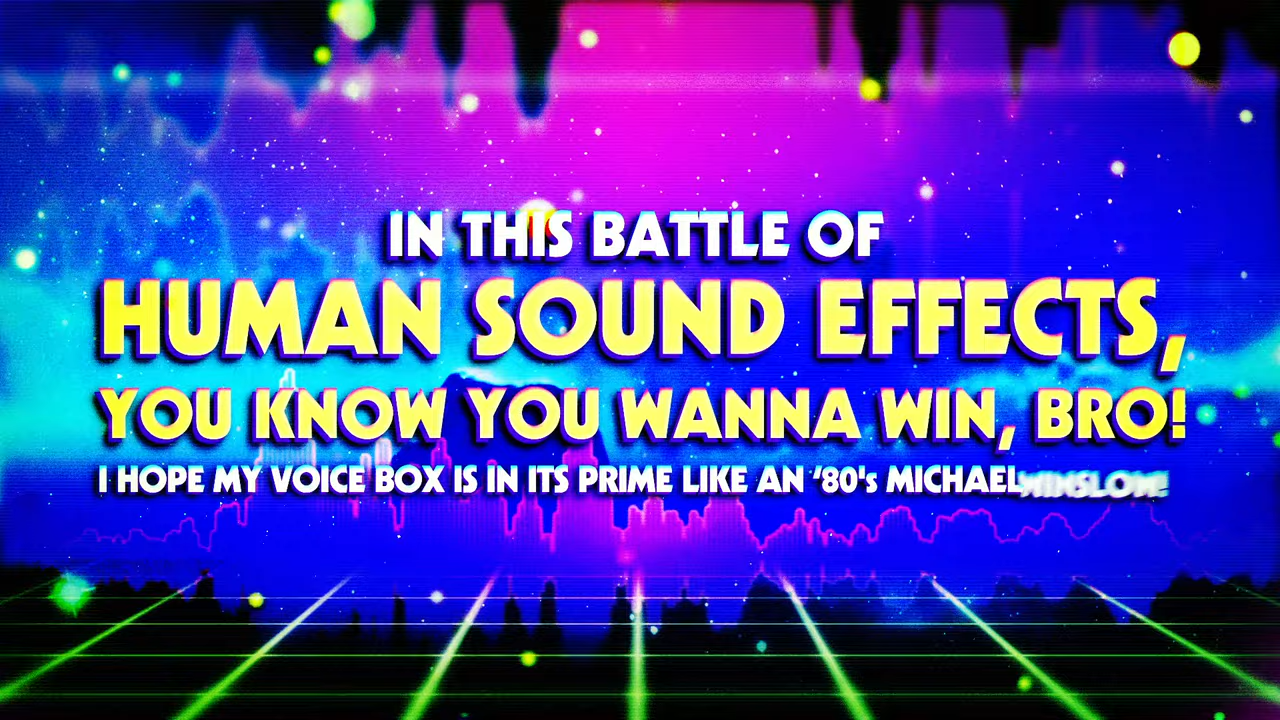 IN THIS BATTLE OF
HUMAN SOUND EFFECTS,
YOU KNOW YOU WANNA WIN, BRO!
I HOPE MY VOICE BOX IS IN ITS PRIME LIKE AN '80's MICHAEL WINSLOW!